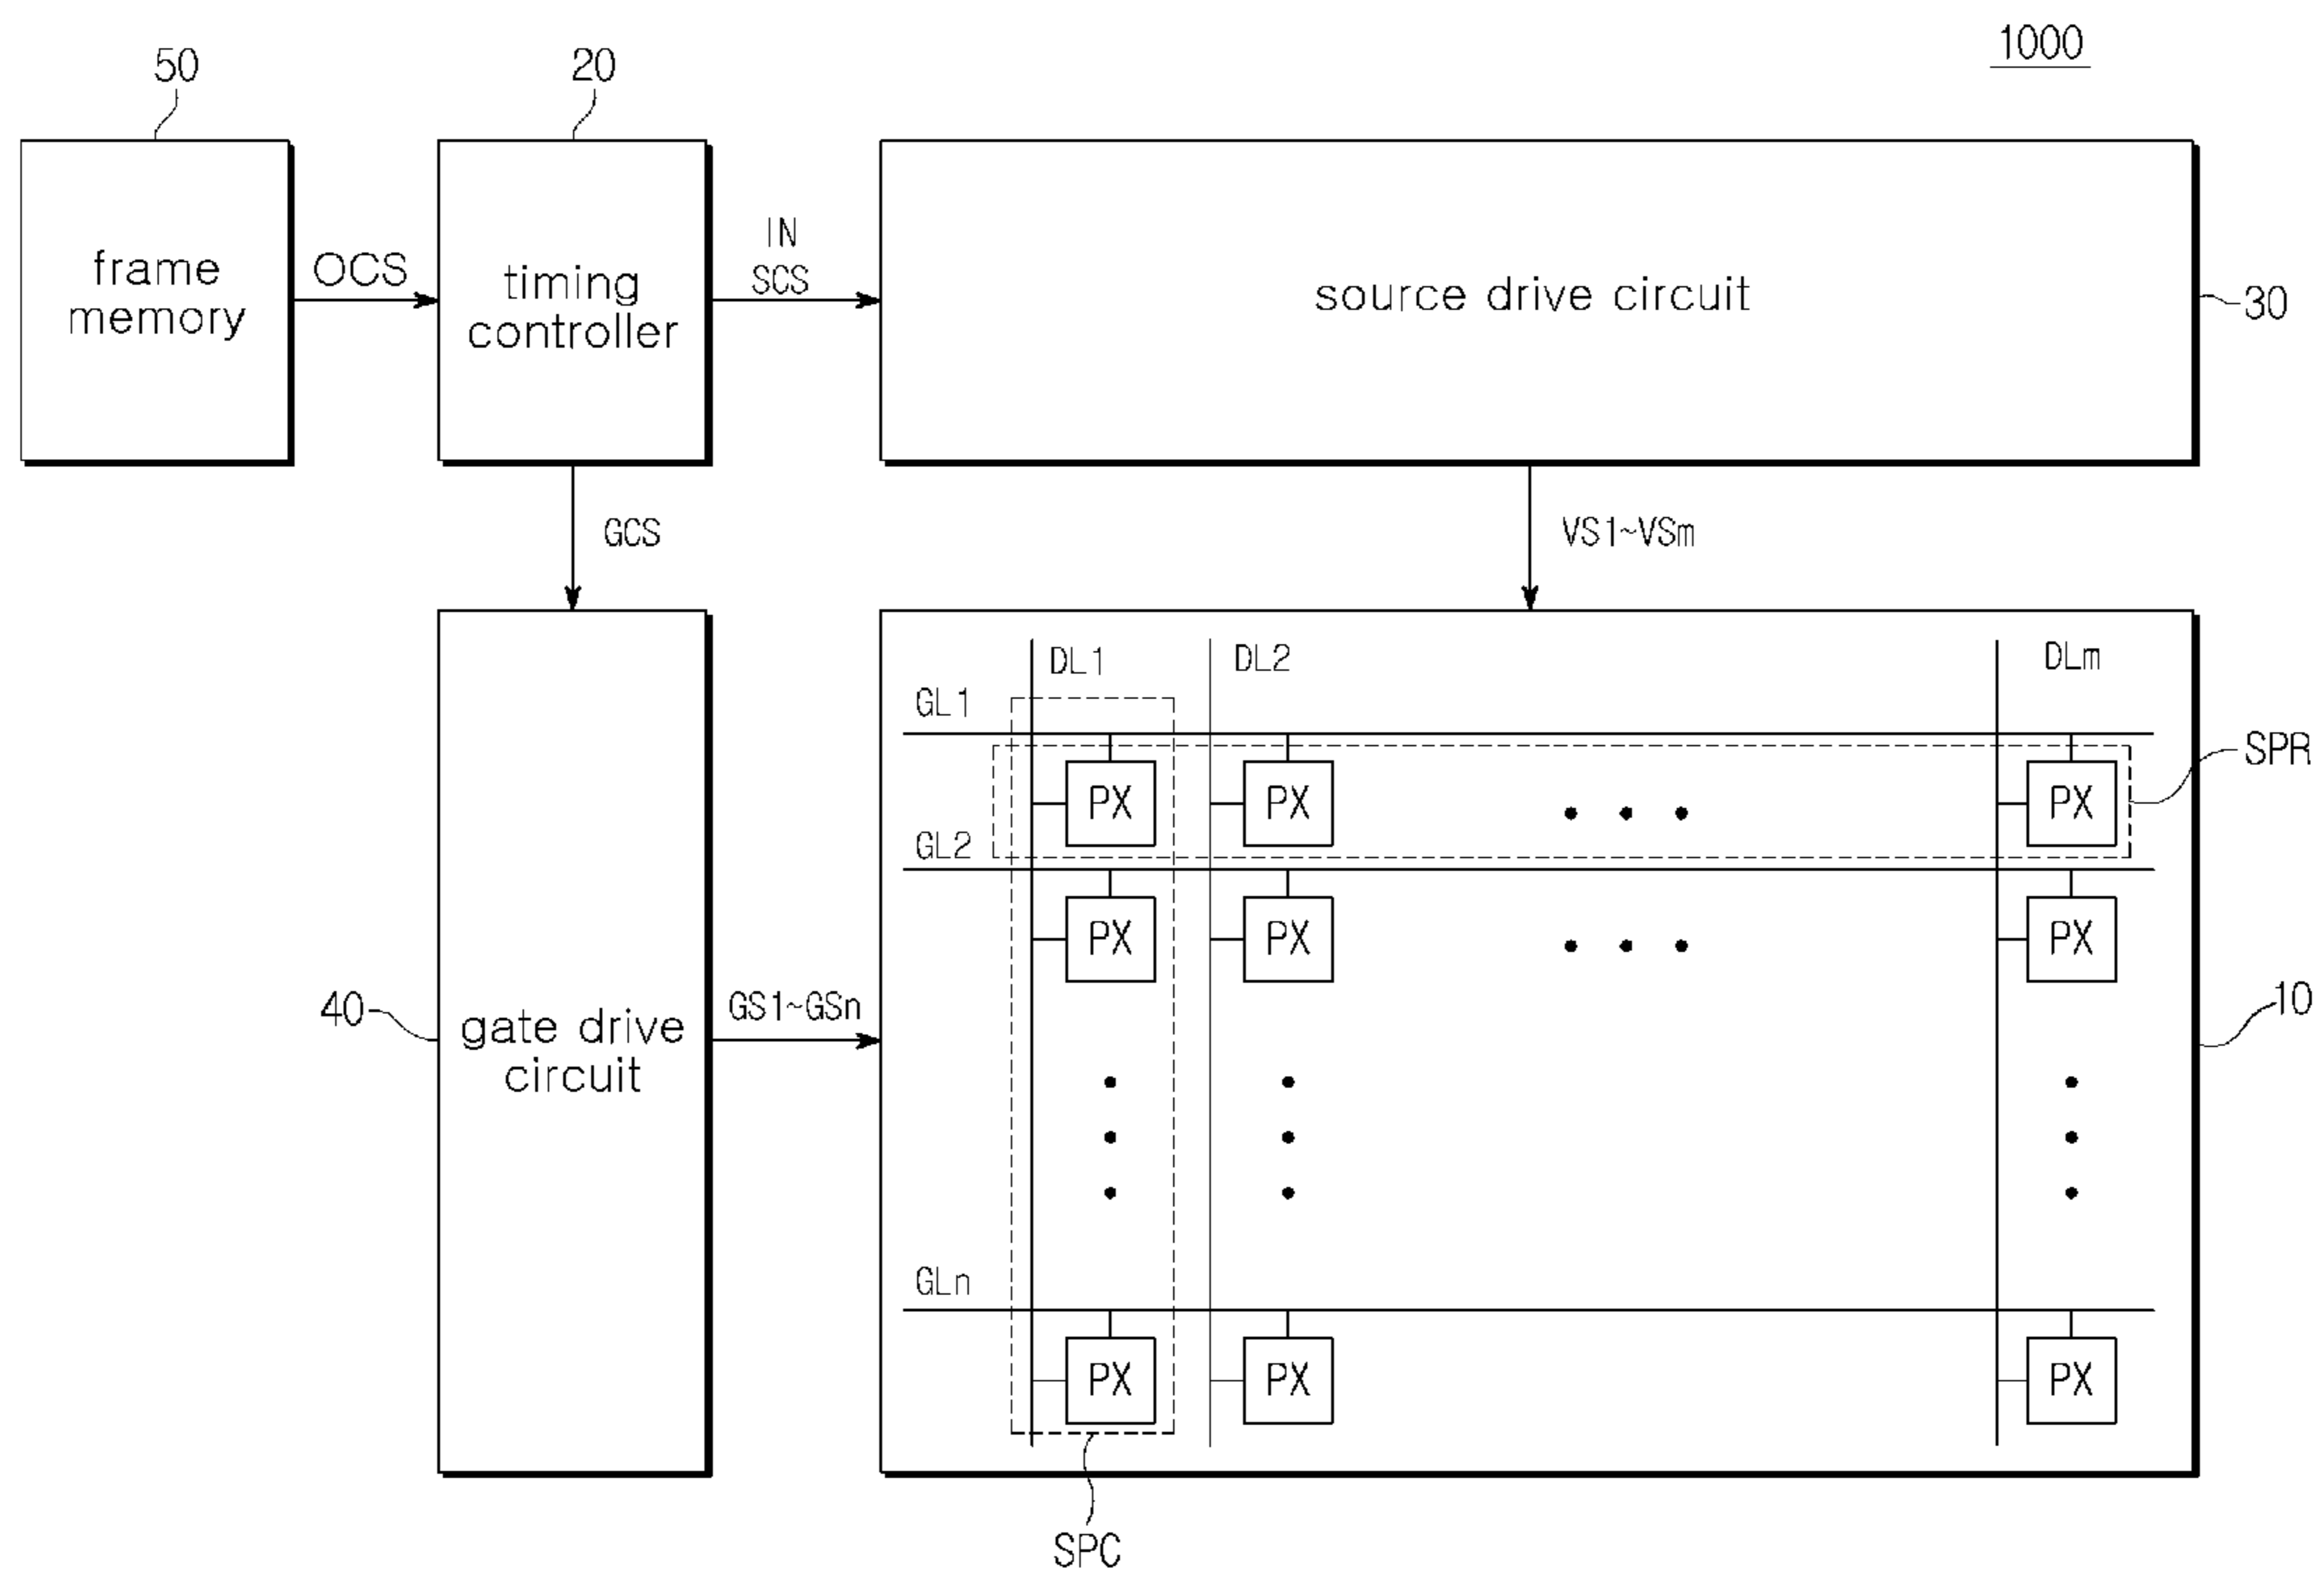 1000
50
20
frame
memory
OCS
timing
controller
IN
SCS
source drive circuit
30
GCS
VS1~VSm
DL1
DL2
DLm
GL1
SPR
PX
PX
PX
GL2
PX
PX
PX
40
gate drive
circuit
GS1~GSn
10
GLn
PX
PX
PX
SPC